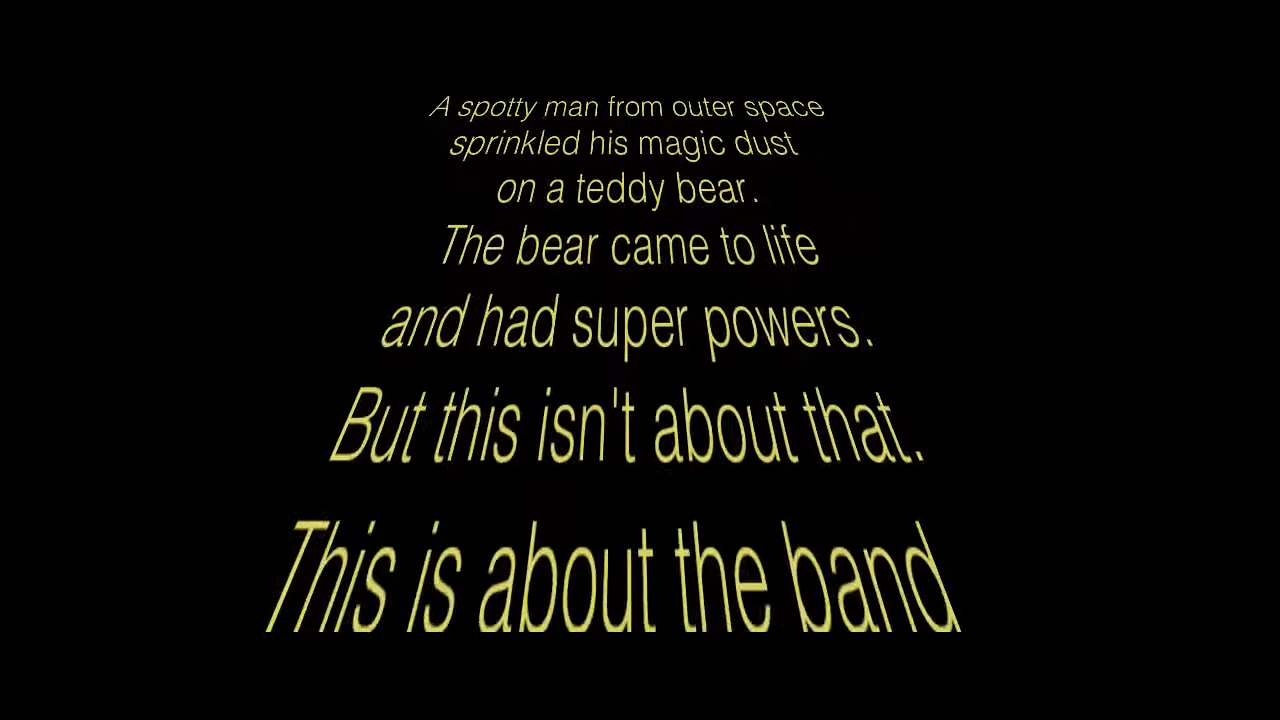 A spotty man from outer space
sprinkled his magic dust
on a teddy bear.
The bear came to life
and had super powers.
But this isn't about that.
This is about the band